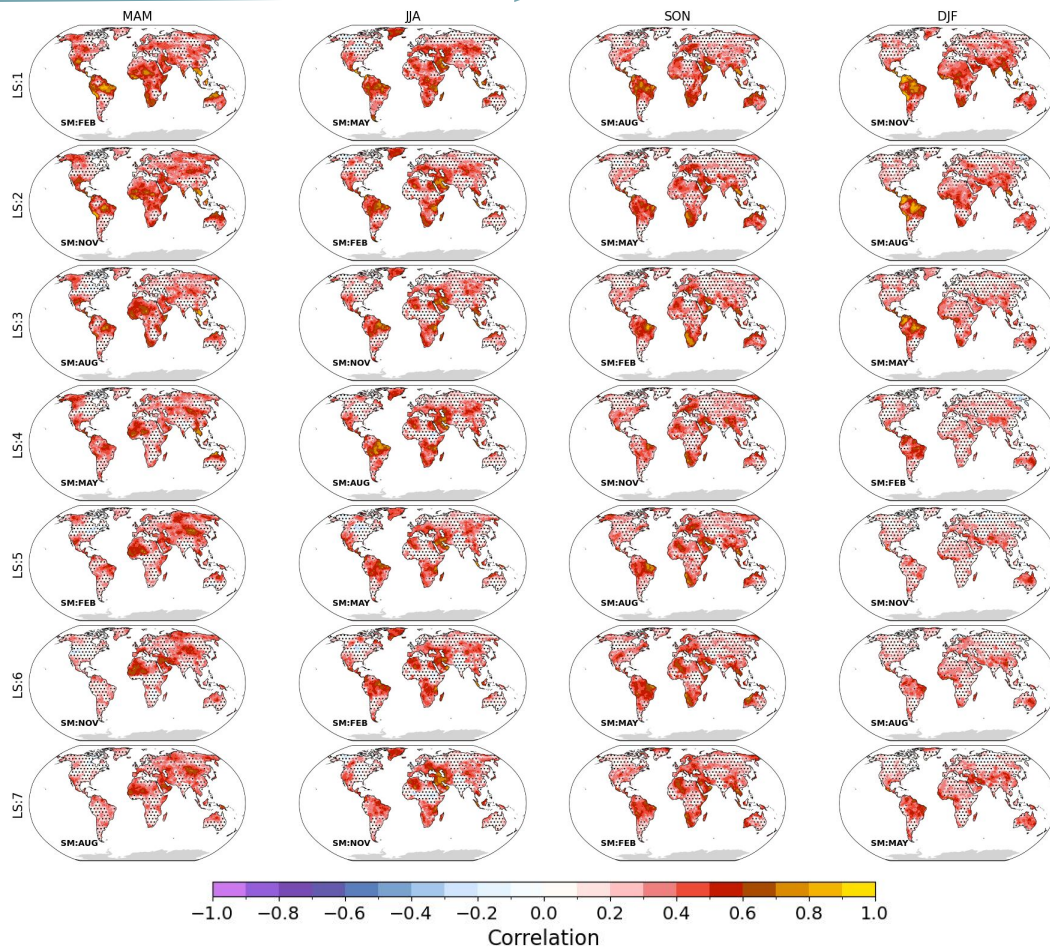 MAM JJA SON DJF
LS:1
SM:FEB SM:MAY SM:AUG SM:NOV
LS:2
SM:NOV SM:FEB SM:MAY SM:AUG
LS:3
SM:AUG SM:NOV SM:FEB SM:MAY
LS:4
SM:MAY SM:AUG SM:NOV SM:FEB
LS:5
SM:FEB SM:MAY SM:AUG SM:NOV
LS:6
SM:NOV SM:FEB SM:MAY SM:AUG
LS:7
SM:AUG SM:NOV SM:FEB SM:MAY
−1.0 −0.8 −0.6 −0.4 −0.2 0.0 0.2 0.4 0.6 0.8 1.0
Correlation